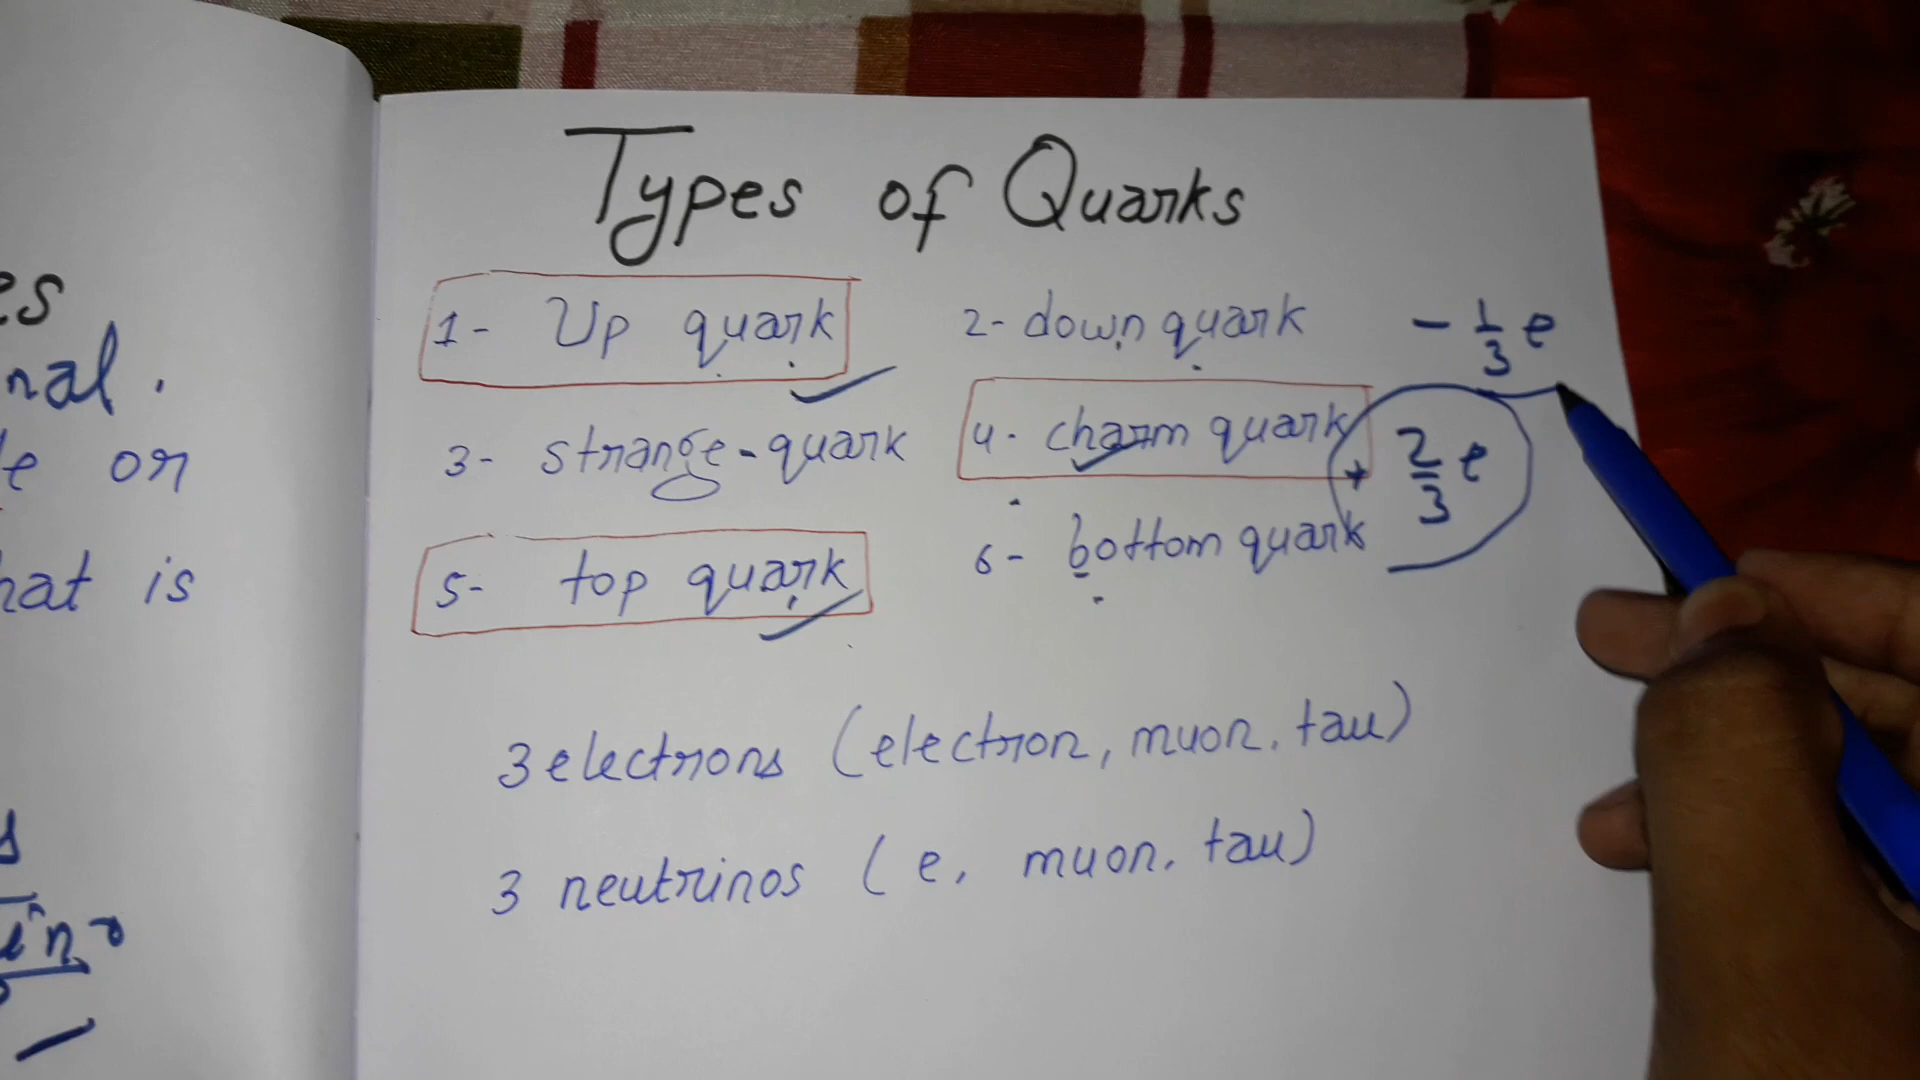 Types of Quarks
1- Up quark
2- down quark
- 1/3 e
3- strange-quark
4- charm quark
+ 2/3 e
5- top quark
6- bottom quark
3 electrons (electron, muon, tau)
3 neutrinos (e, muon, tau)
es
nal.
or
hat is